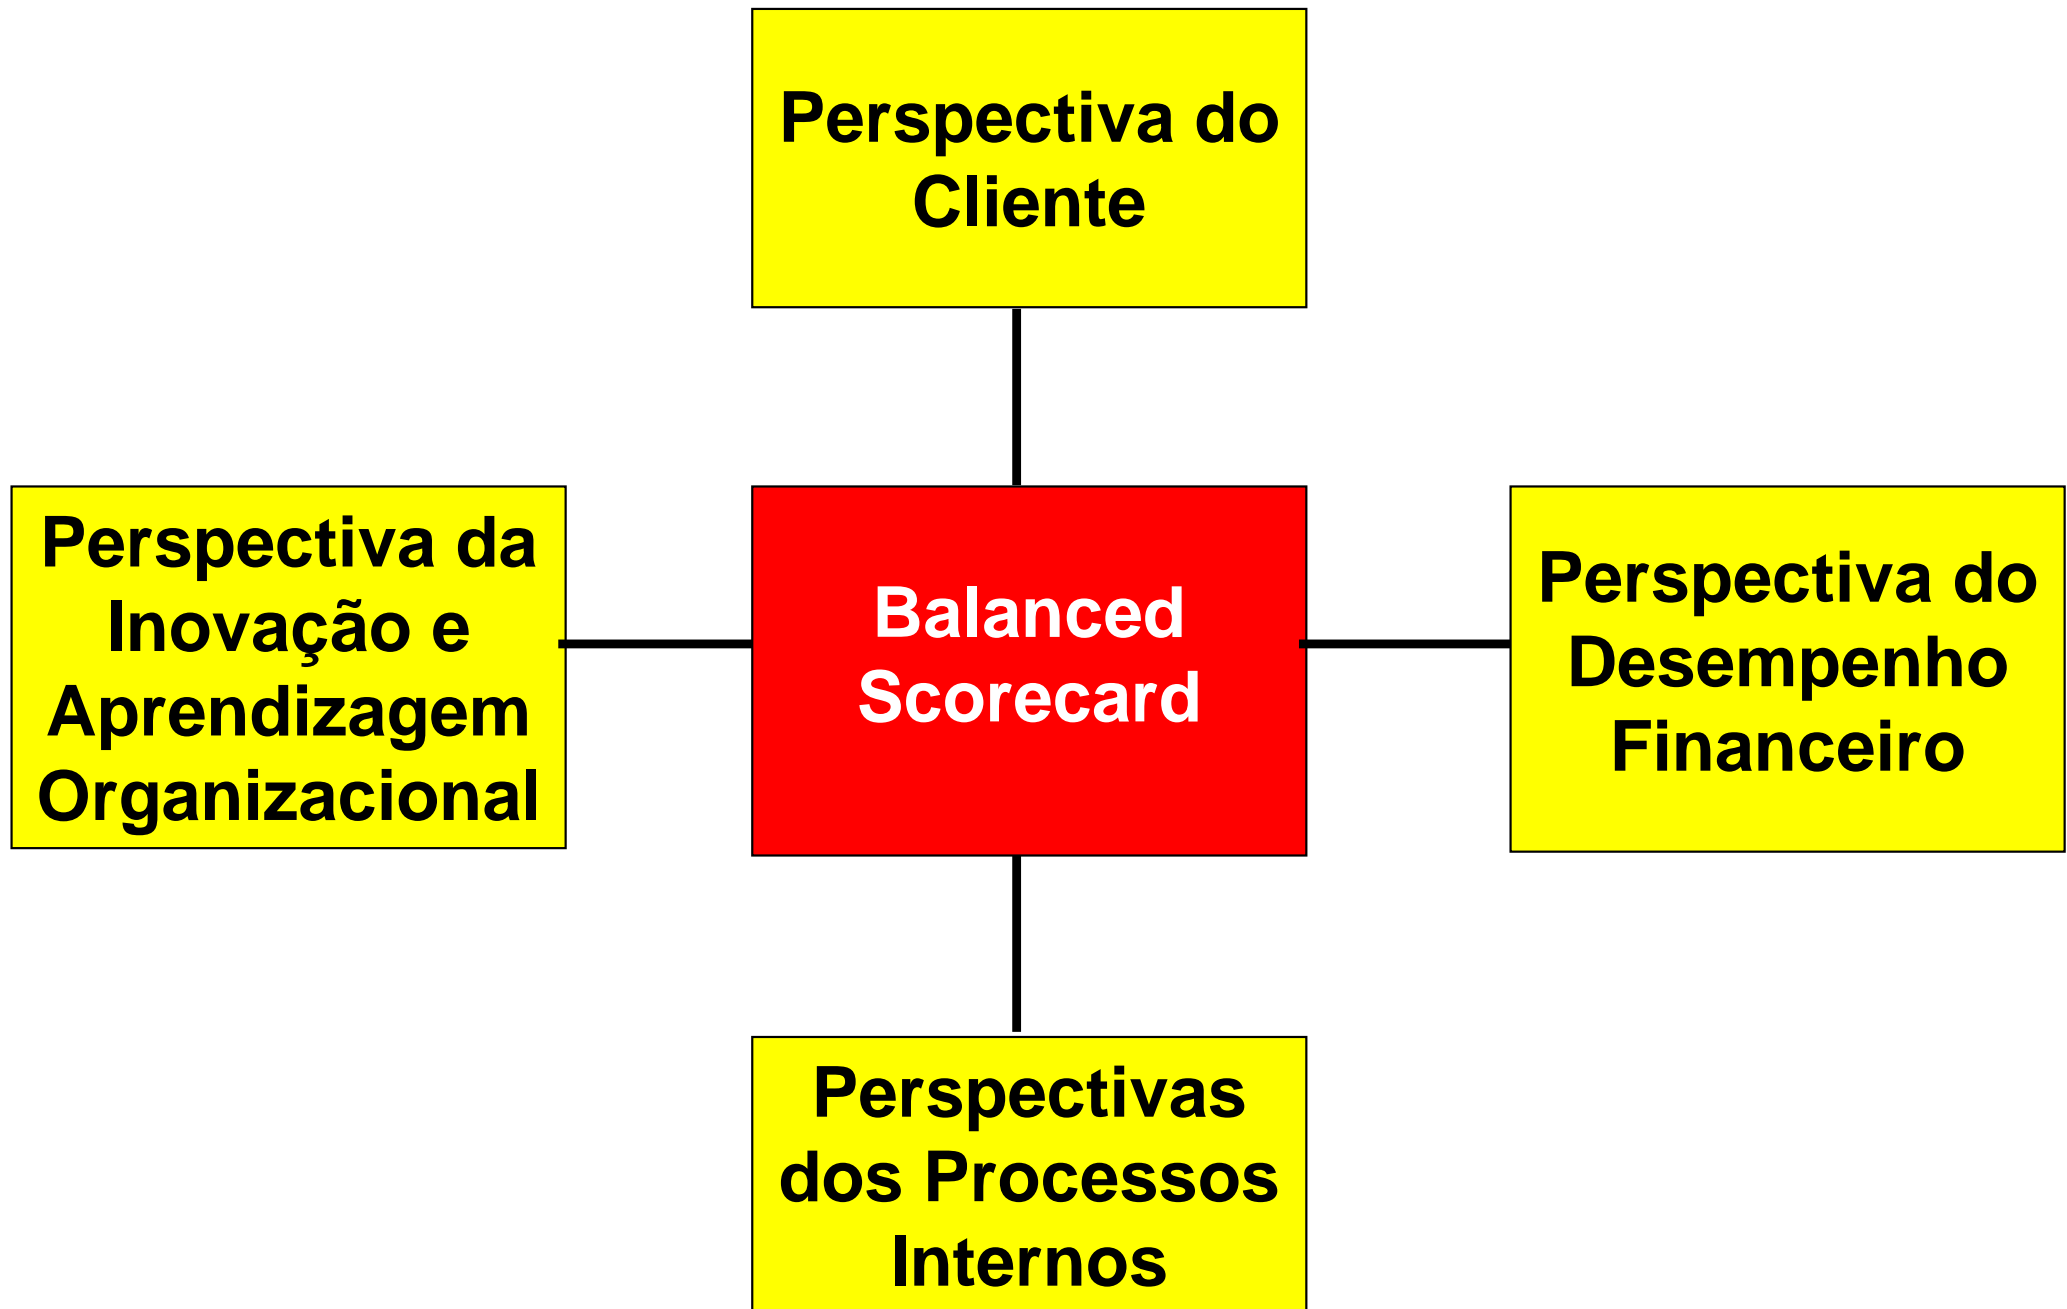 Perspectiva do
Cliente
Perspectiva da
Inovação e
Aprendizagem
Organizacional
Balanced
Scorecard
Perspectiva do
Desempenho
Financeiro
Perspectivas
dos Processos
Internos